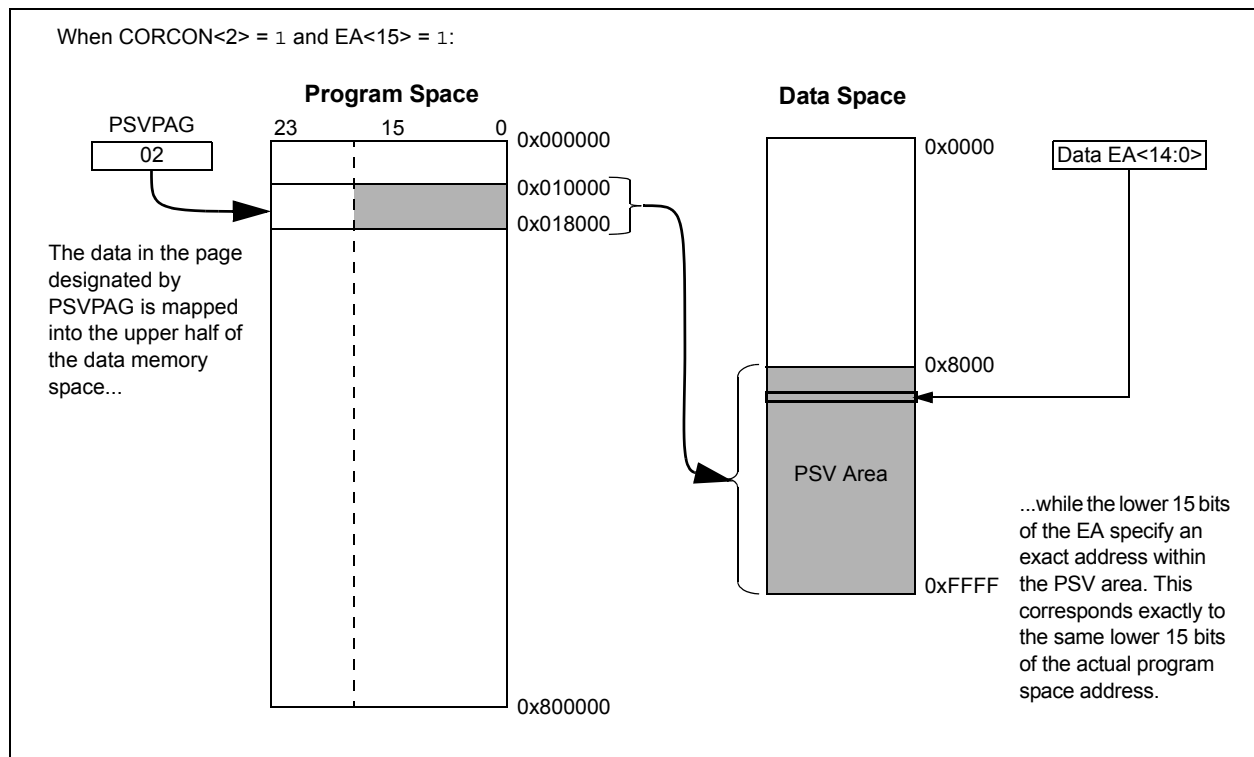 When CORCON<2> = 1 and EA<15> = 1:
Program Space
Data Space
PSVPAG
02
23
15
0
0x000000
0x010000
0x018000
0x800000
The data in the page
designated by
PSVPAG is mapped
into the upper half of
the data memory
space...
0x0000
Data EA<14:0>
0x8000
PSV Area
0xFFFF
...while the lower 15 bits
of the EA specify an
exact address within
the PSV area. This
corresponds exactly to
the same lower 15 bits
of the actual program
space address.